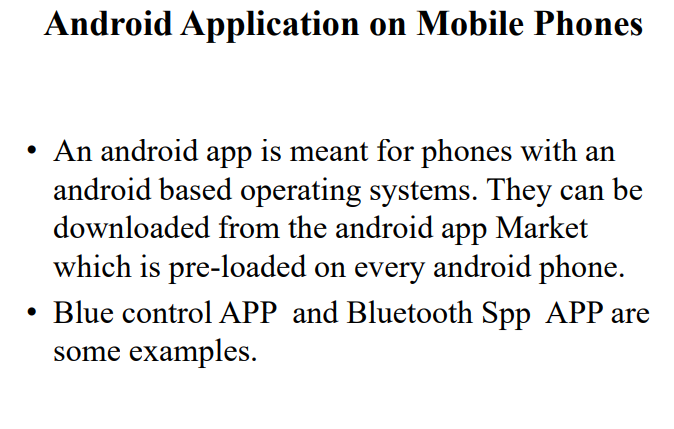 Android Application on Mobile Phones
• An android app is meant for phones with an
android based operating systems. They can be
downloaded from the android app Market
which is pre-loaded on every android phone.
• Blue control APP  and Bluetooth Spp  APP are
some examples.